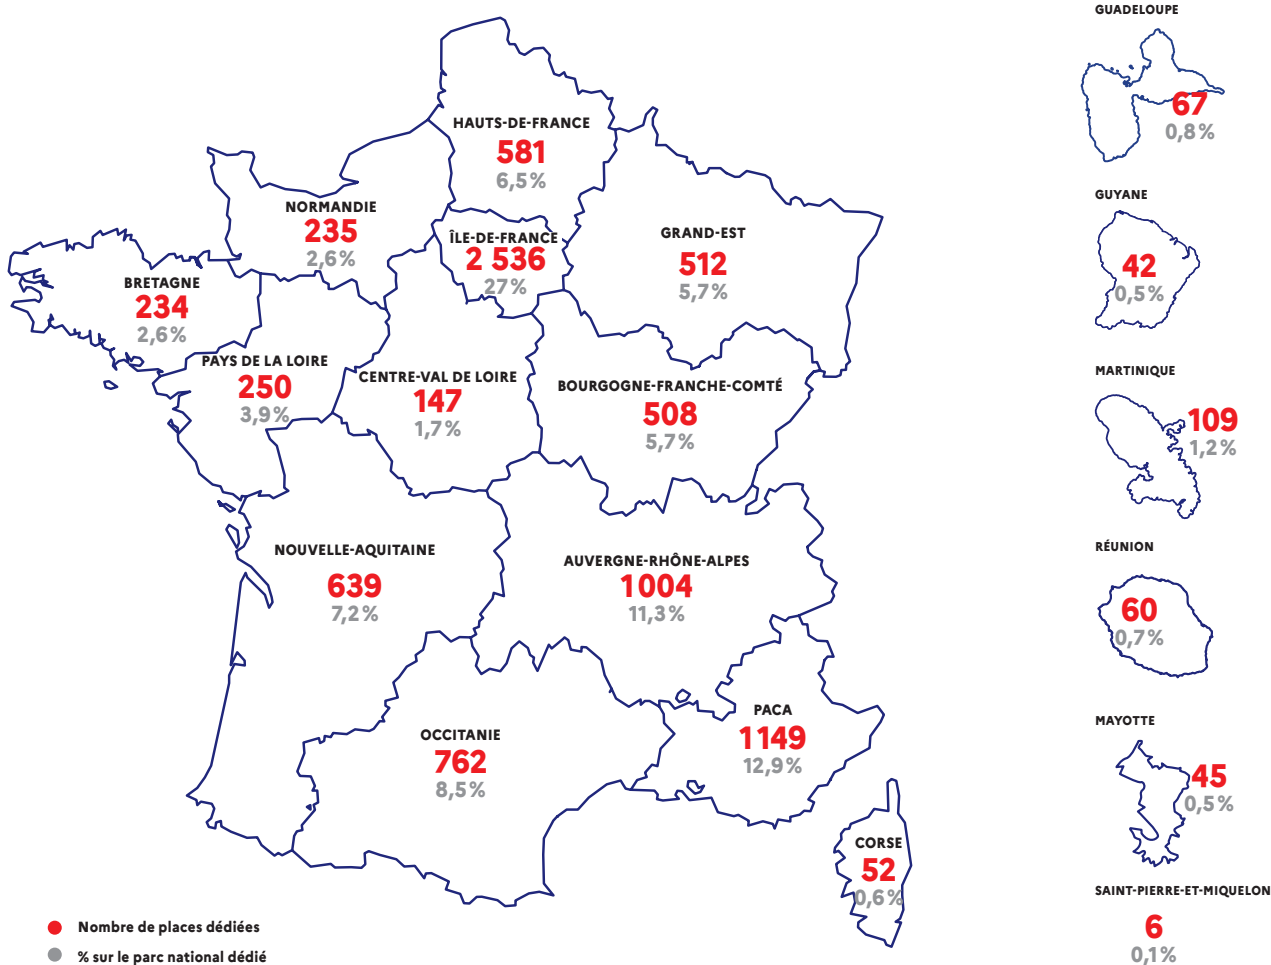 HAUTS-DE-FRANCE
581
6,5%
NORMANDIE
235
2,6%
ÎLE-DE-FRANCE
2 536
27%
GRAND-EST
512
5,7%
BRETAGNE
234
2,6%
PAYS DE LA LOIRE
250
3,9%
CENTRE-VAL DE LOIRE
147
1,7%
BOURGOGNE-FRANCHE-COMTÉ
508
5,7%
NOUVELLE-AQUITAINE
639
7,2%
AUVERGNE-RHÔNE-ALPES
1004
11,3%
OCCITANIE
762
8,5%
PACA
1149
12,9%
CORSE
52
0,6%
GUADELOUPE
67
0,8%
GUYANE
42
0,5%
MARTINIQUE
109
1,2%
RÉUNION
60
0,7%
MAYOTTE
45
0,5%
SAINT-PIERRE-ET-MIQUELON
6
0,1%
Nombre de places dédiées
% sur le parc national dédié